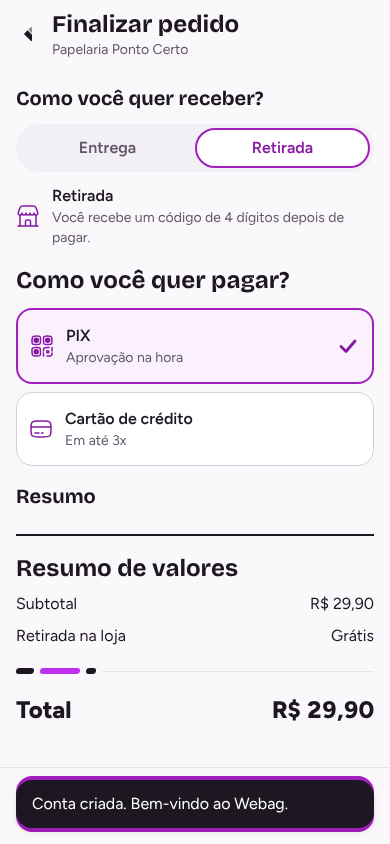 Finalizar pedido
Papelaria Ponto Certo
Como você quer receber?
Entrega
Retirada
Retirada
Você recebe um código de 4 dígitos depois de
pagar.
Como você quer pagar?
PIX
Aprovação na hora
Cartão de crédito
Em até 3x
Resumo
Resumo de valores
Subtotal R$ 29,90
Retirada na loja Grátis
Total R$ 29,90
Conta criada. Bem-vindo ao Webag.